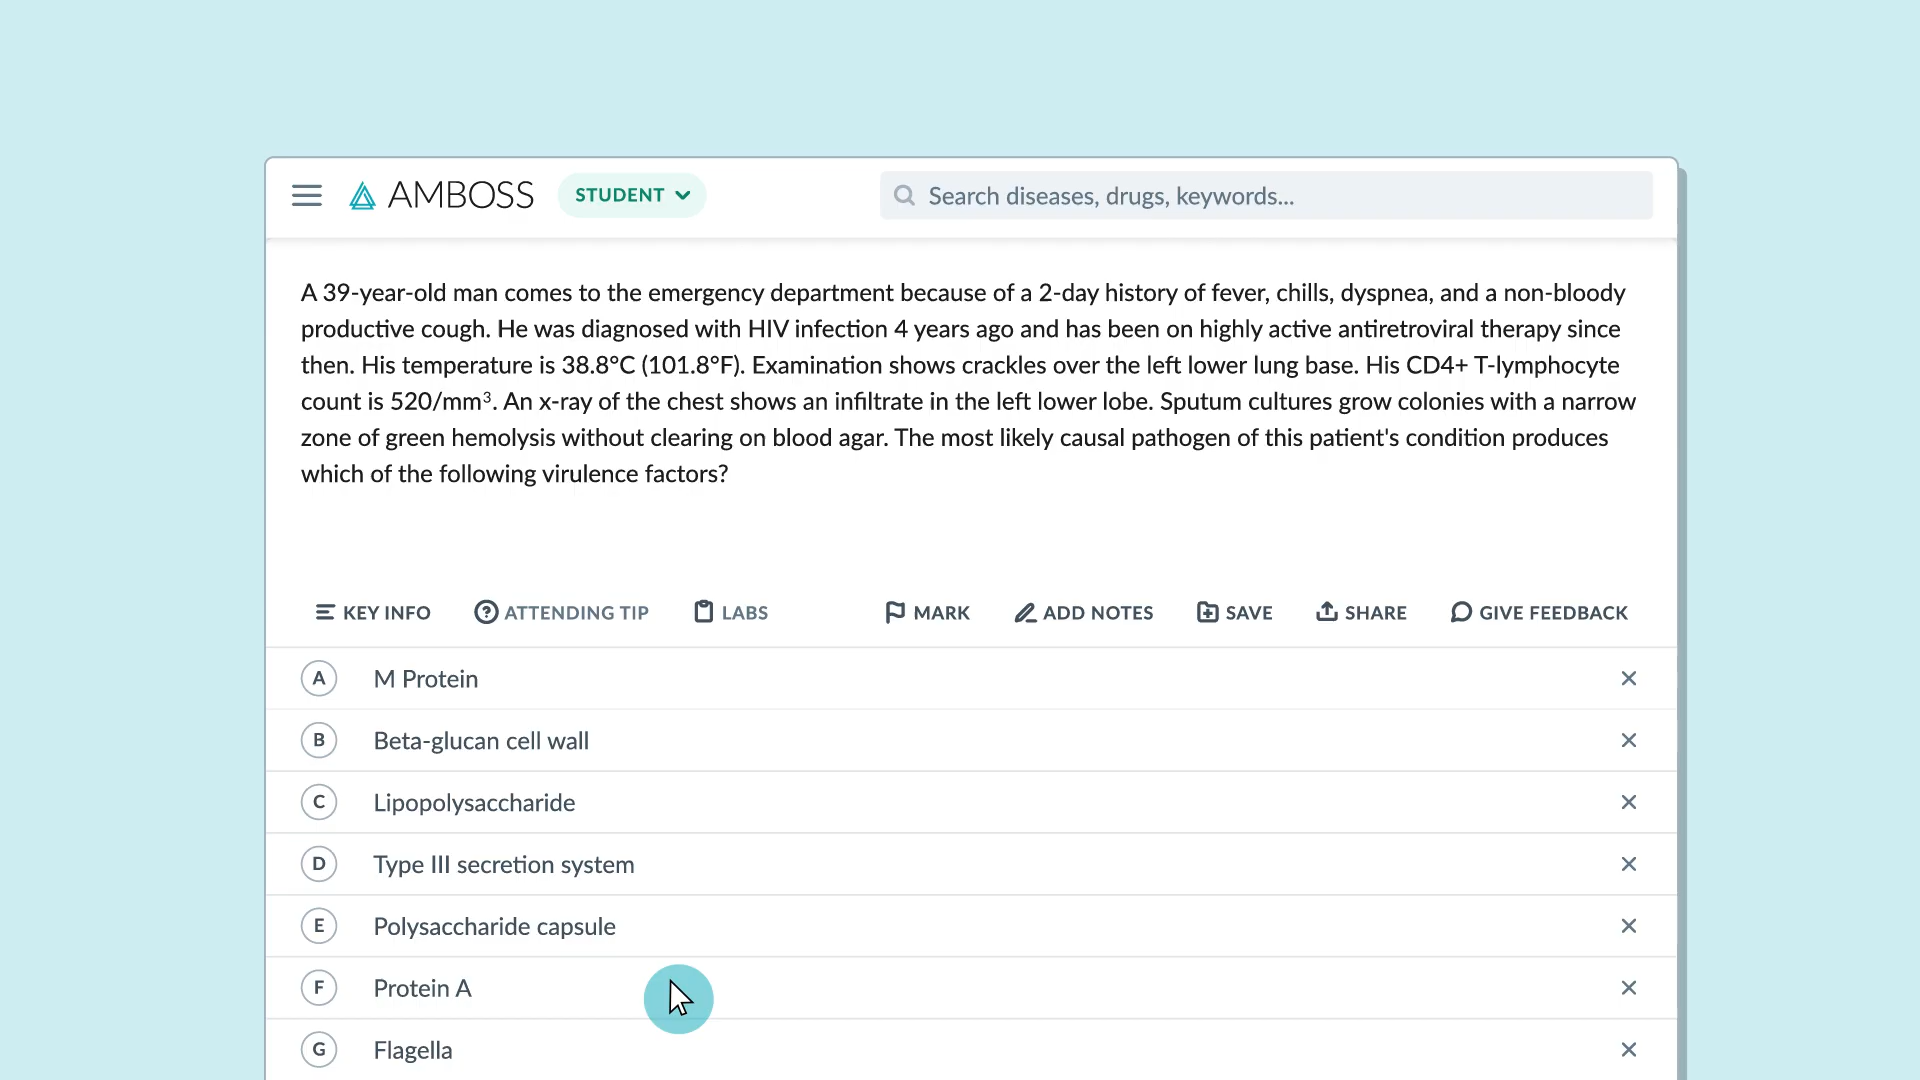 AMBOSS
STUDENT
Search diseases, drugs, keywords...
A 39-year-old man comes to the emergency department because of a 2-day history of fever, chills, dyspnea, and a non-bloody
productive cough. He was diagnosed with HIV infection 4 years ago and has been on highly active antiretroviral therapy since
then. His temperature is 38.8°C (101.8°F). Examination shows crackles over the left lower lung base. His CD4+ T-lymphocyte
count is 520/mm³. An x-ray of the chest shows an infiltrate in the left lower lobe. Sputum cultures grow colonies with a narrow
zone of green hemolysis without clearing on blood agar. The most likely causal pathogen of this patient's condition produces
which of the following virulence factors?
KEY INFO
ATTENDING TIP
LABS
MARK
ADD NOTES
SAVE
SHARE
GIVE FEEDBACK
A M Protein
B Beta-glucan cell wall
C Lipopolysaccharide
D Type III secretion system
E Polysaccharide capsule
F Protein A
G Flagella